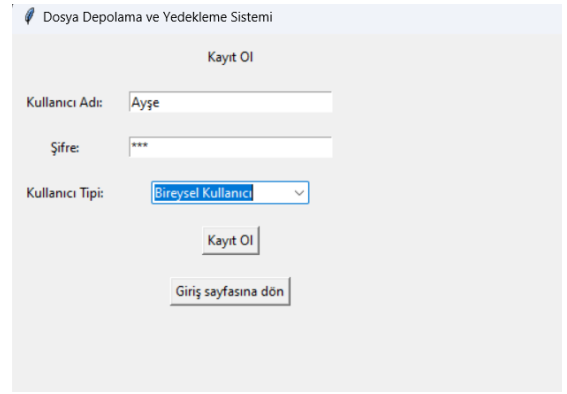 Dosya Depolama ve Yedekleme Sistemi
Kayıt Ol
Kullanıcı Adı: Ayşe
Şifre: ***
Kullanıcı Tipi: Bireysel Kullanıcı
Kayıt Ol
Giriş sayfasına dön